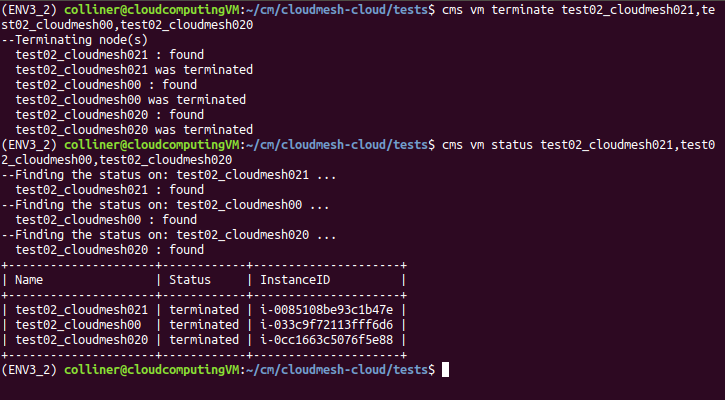 (ENV3_2) colliner@cloudcomputingVM:~/cm/cloudmesh-cloud/tests$ cms vm terminate test02_cloudmesh021,te
st02_cloudmesh00,test02_cloudmesh020
--Terminating node(s)
  test02_cloudmesh021 : found
  test02_cloudmesh021 was terminated
  test02_cloudmesh00 : found
  test02_cloudmesh00 was terminated
  test02_cloudmesh020 : found
  test02_cloudmesh020 was terminated
(ENV3_2) colliner@cloudcomputingVM:~/cm/cloudmesh-cloud/tests$ cms vm status test02_cloudmesh021,test0
2_cloudmesh00,test02_cloudmesh020
--Finding the status on: test02_cloudmesh021 ...
  test02_cloudmesh021 : found
--Finding the status on: test02_cloudmesh00 ...
  test02_cloudmesh00 : found
--Finding the status on: test02_cloudmesh020 ...
  test02_cloudmesh020 : found
+---------------------+------------+---------------------+
| Name                | Status     | InstanceID          |
+---------------------+------------+---------------------+
| test02_cloudmesh021 | terminated | i-0085108be93c1b47e |
| test02_cloudmesh00  | terminated | i-033c9f72113fff6d6 |
| test02_cloudmesh020 | terminated | i-0cc1663c5076f5e88 |
+---------------------+------------+---------------------+
(ENV3_2) colliner@cloudcomputingVM:~/cm/cloudmesh-cloud/tests$